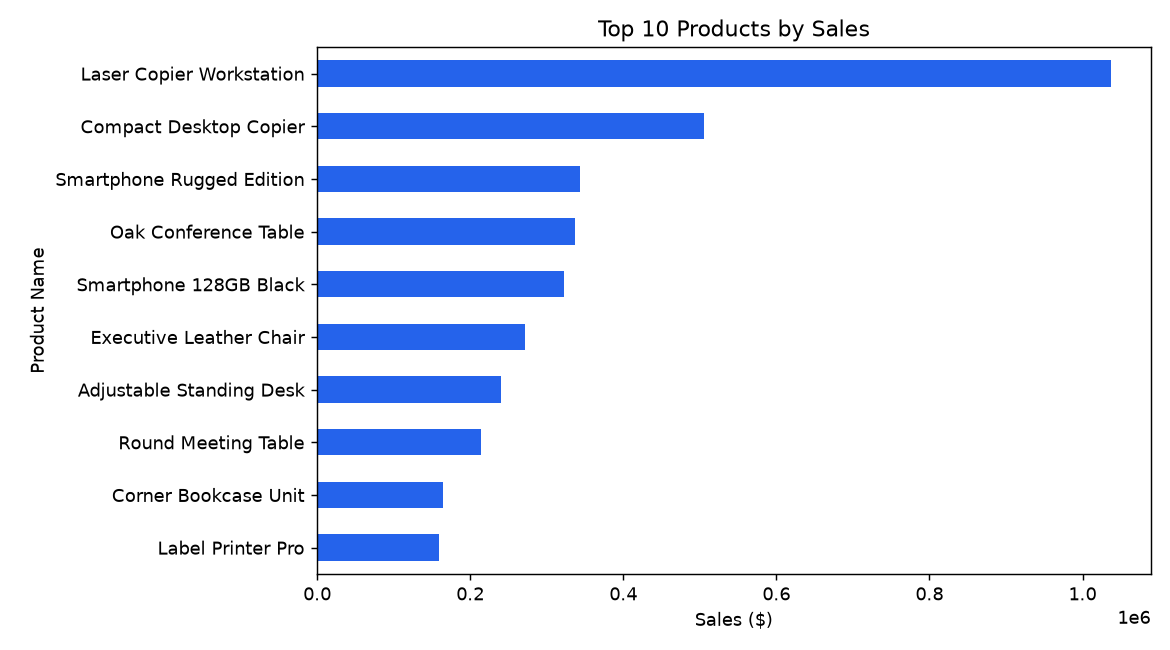 Top 10 Products by Sales
Product Name
Laser Copier Workstation
Compact Desktop Copier
Smartphone Rugged Edition
Oak Conference Table
Smartphone 128GB Black
Executive Leather Chair
Adjustable Standing Desk
Round Meeting Table
Corner Bookcase Unit
Label Printer Pro
0.0 0.2 0.4 0.6 0.8 1.0
1e6
Sales ($)